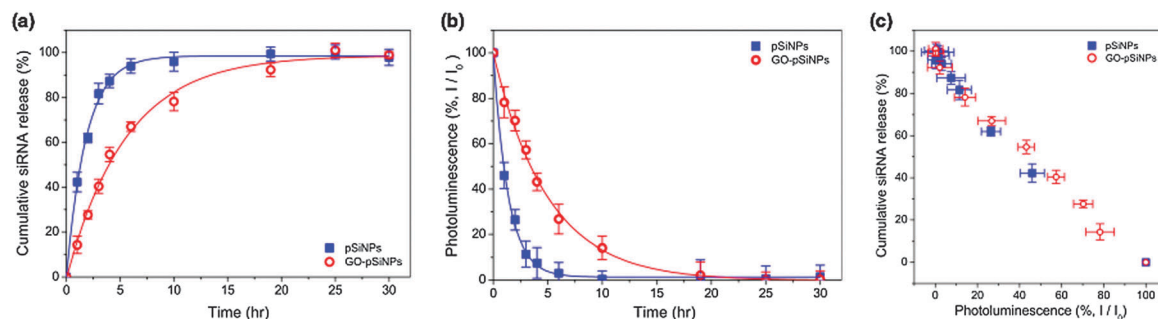 (a)
Cumulative siRNA release (%)
100
80
60
40
20
0
pSiNPs
GO-pSiNPs
0 5 10 15 20 25 30
Time (hr)
(b)
Photoluminescence (%, I / I0)
100
80
60
40
20
0
pSiNPs
GO-pSiNPs
0 5 10 15 20 25 30
Time (hr)
(c)
Cumulative siRNA release (%)
100
80
60
40
20
0
pSiNPs
GO-pSiNPs
0 20 40 60 80 100
Photoluminescence (%, I / I0)